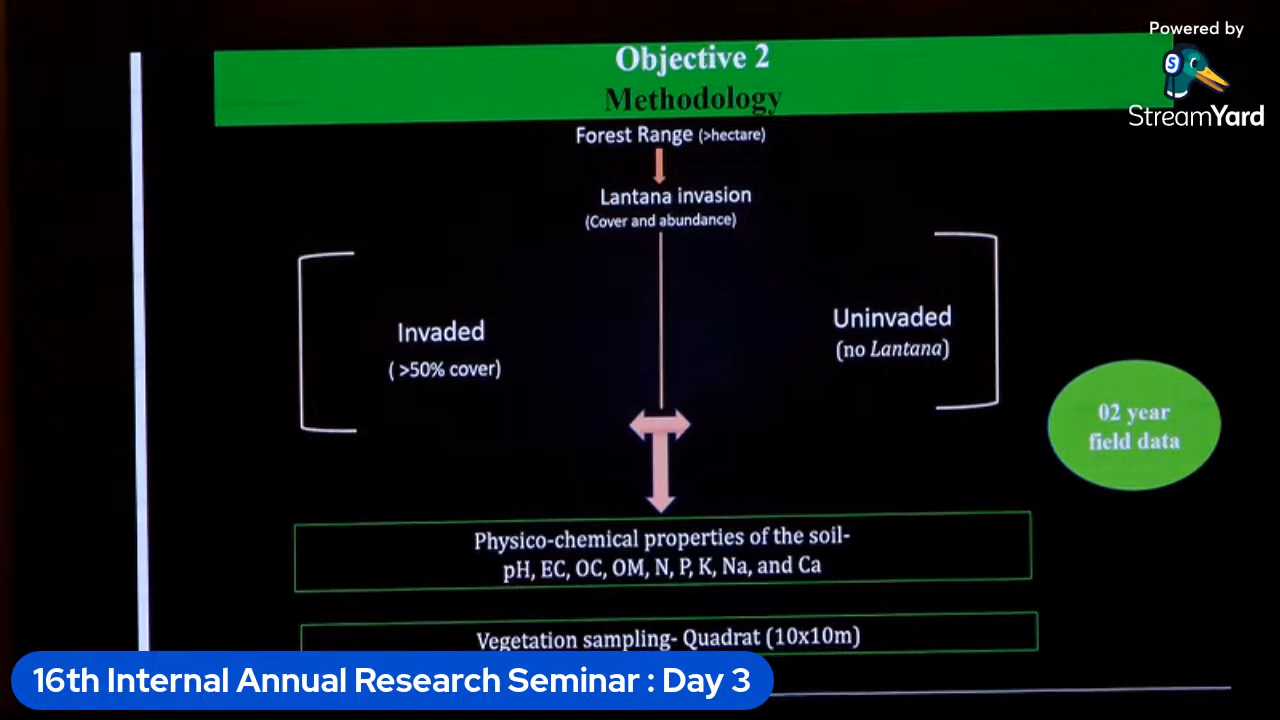 Powered by
StreamYard
Objective 2
Methodology
Forest Range (>hectare)
Lantana invasion
(Cover and abundance)
Invaded
( >50% cover)
Uninvaded
(no Lantana)
02 year
field data
Physico-chemical properties of the soil-
pH, EC, OC, OM, N, P, K, Na, and Ca
Vegetation sampling- Quadrat (10x10m)
16th Internal Annual Research Seminar : Day 3